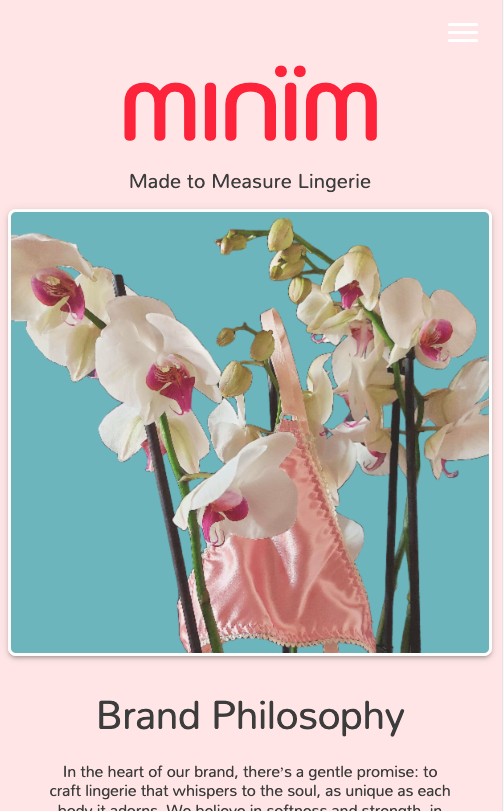 minïm
Made to Measure Lingerie
Brand Philosophy
In the heart of our brand, there's a gentle promise: to
craft lingerie that whispers to the soul, as unique as each
body it adorns. We believe in softness and strength, in